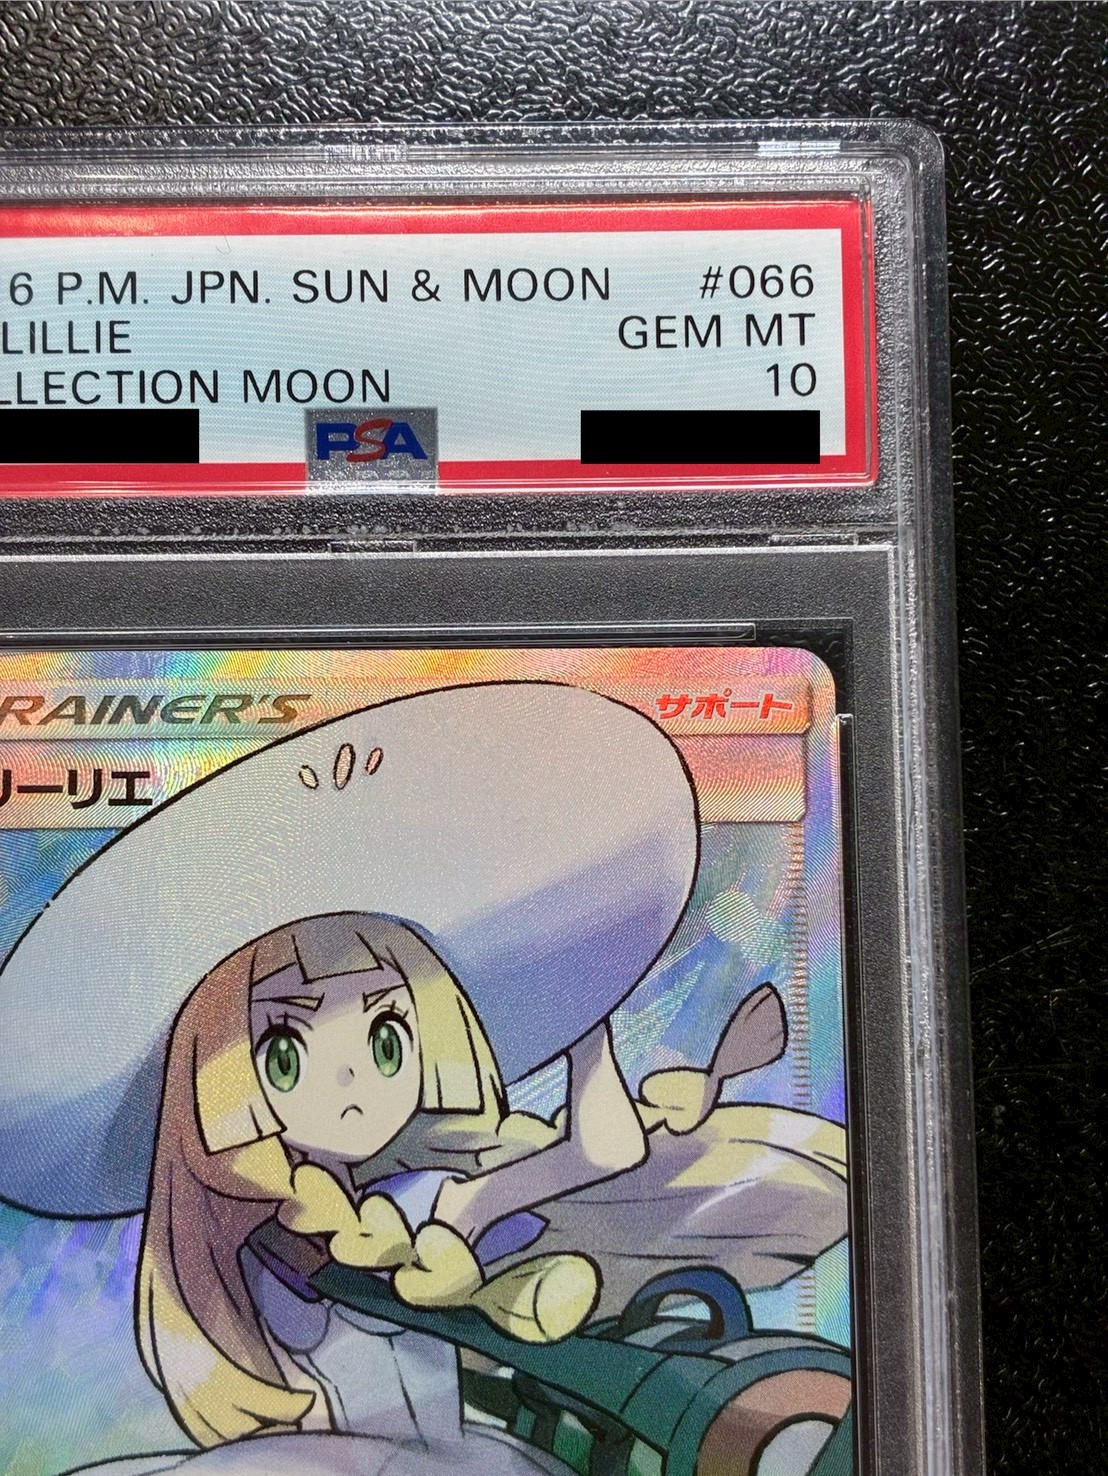 6 P.M. JPN. SUN & MOON #066
LILLIE GEM MT
LLECTION MOON 10
PSA
RAINER'S サポート
リーリエ